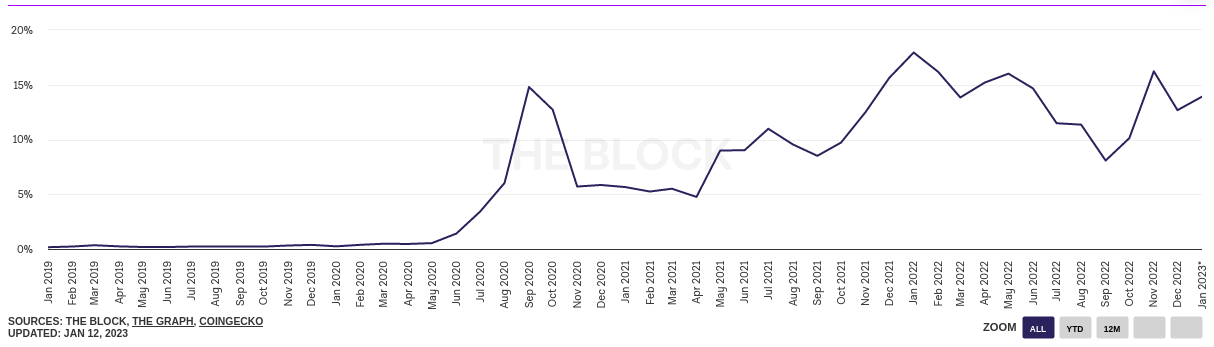 20%
15%
10%
5%
0%
THE BLOCK
Jan 2019
Feb 2019
Mar 2019
Apr 2019
May 2019
Jun 2019
Jul 2019
Aug 2019
Sep 2019
Oct 2019
Nov 2019
Dec 2019
Jan 2020
Feb 2020
Mar 2020
Apr 2020
May 2020
Jun 2020
Jul 2020
Aug 2020
Sep 2020
Oct 2020
Nov 2020
Dec 2020
Jan 2021
Feb 2021
Mar 2021
Apr 2021
May 2021
Jun 2021
Jul 2021
Aug 2021
Sep 2021
Oct 2021
Nov 2021
Dec 2021
Jan 2022
Feb 2022
Mar 2022
Apr 2022
May 2022
Jun 2022
Jul 2022
Aug 2022
Sep 2022
Oct 2022
Nov 2022
Dec 2022
Jan 2023*
SOURCES: THE BLOCK, THE GRAPH, COINGECKO
UPDATED: JAN 12, 2023
ZOOM ALL YTD 12M